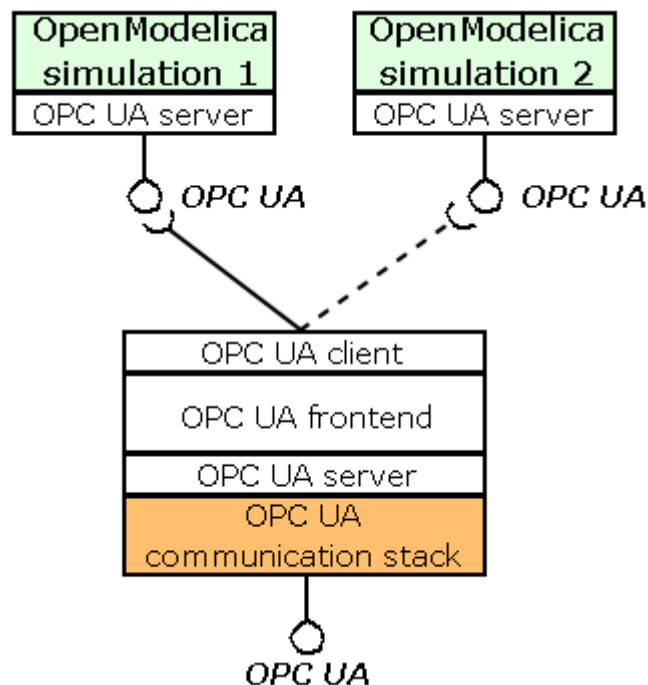 OpenModelica
simulation 1
OPC UA server
OPC UA
OpenModelica
simulation 2
OPC UA server
OPC UA
OPC UA client
OPC UA frontend
OPC UA server
OPC UA
communication stack
OPC UA